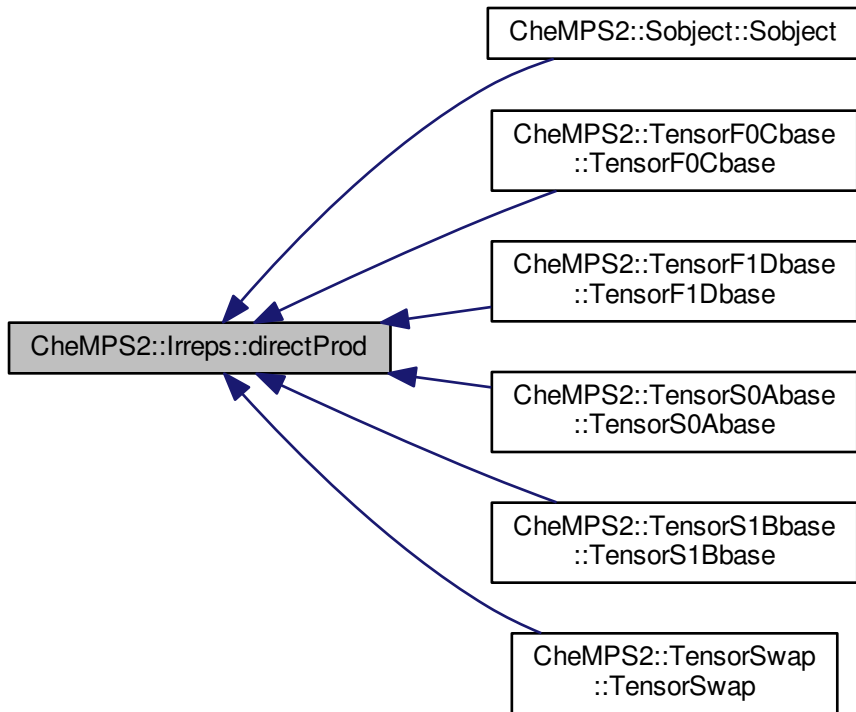 CheMPS2::Sobject::Sobject
CheMPS2::TensorF0Cbase
::TensorF0Cbase
CheMPS2::TensorF1Dbase
::TensorF1Dbase
CheMPS2::Irreps::directProd
CheMPS2::TensorS0Abase
::TensorS0Abase
CheMPS2::TensorS1Bbase
::TensorS1Bbase
CheMPS2::TensorSwap
::TensorSwap